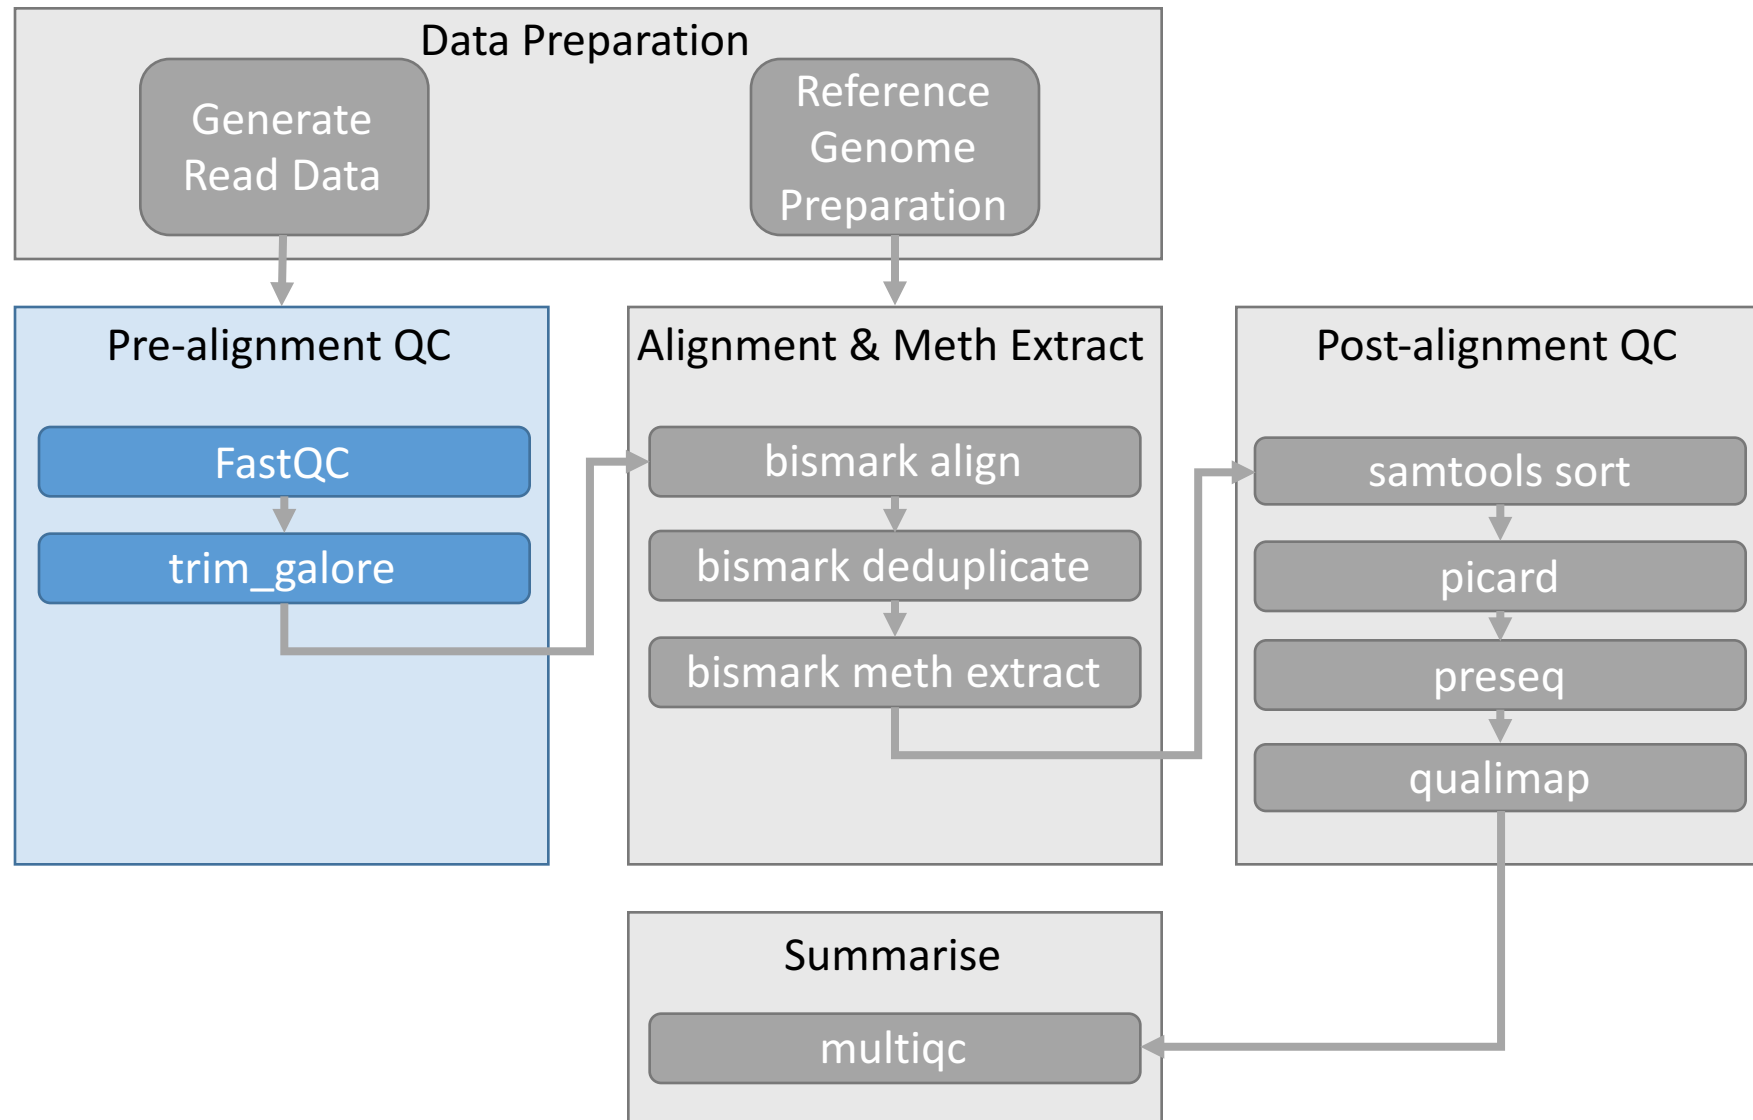 Data Preparation
Generate
Read Data
Reference
Genome
Preparation
Pre-alignment QC
FastQC
trim_galore
Alignment & Meth Extract
bismark align
bismark deduplicate
bismark meth extract
Post-alignment QC
samtools sort
picard
preseq
qualimap
Summarise
multiqc